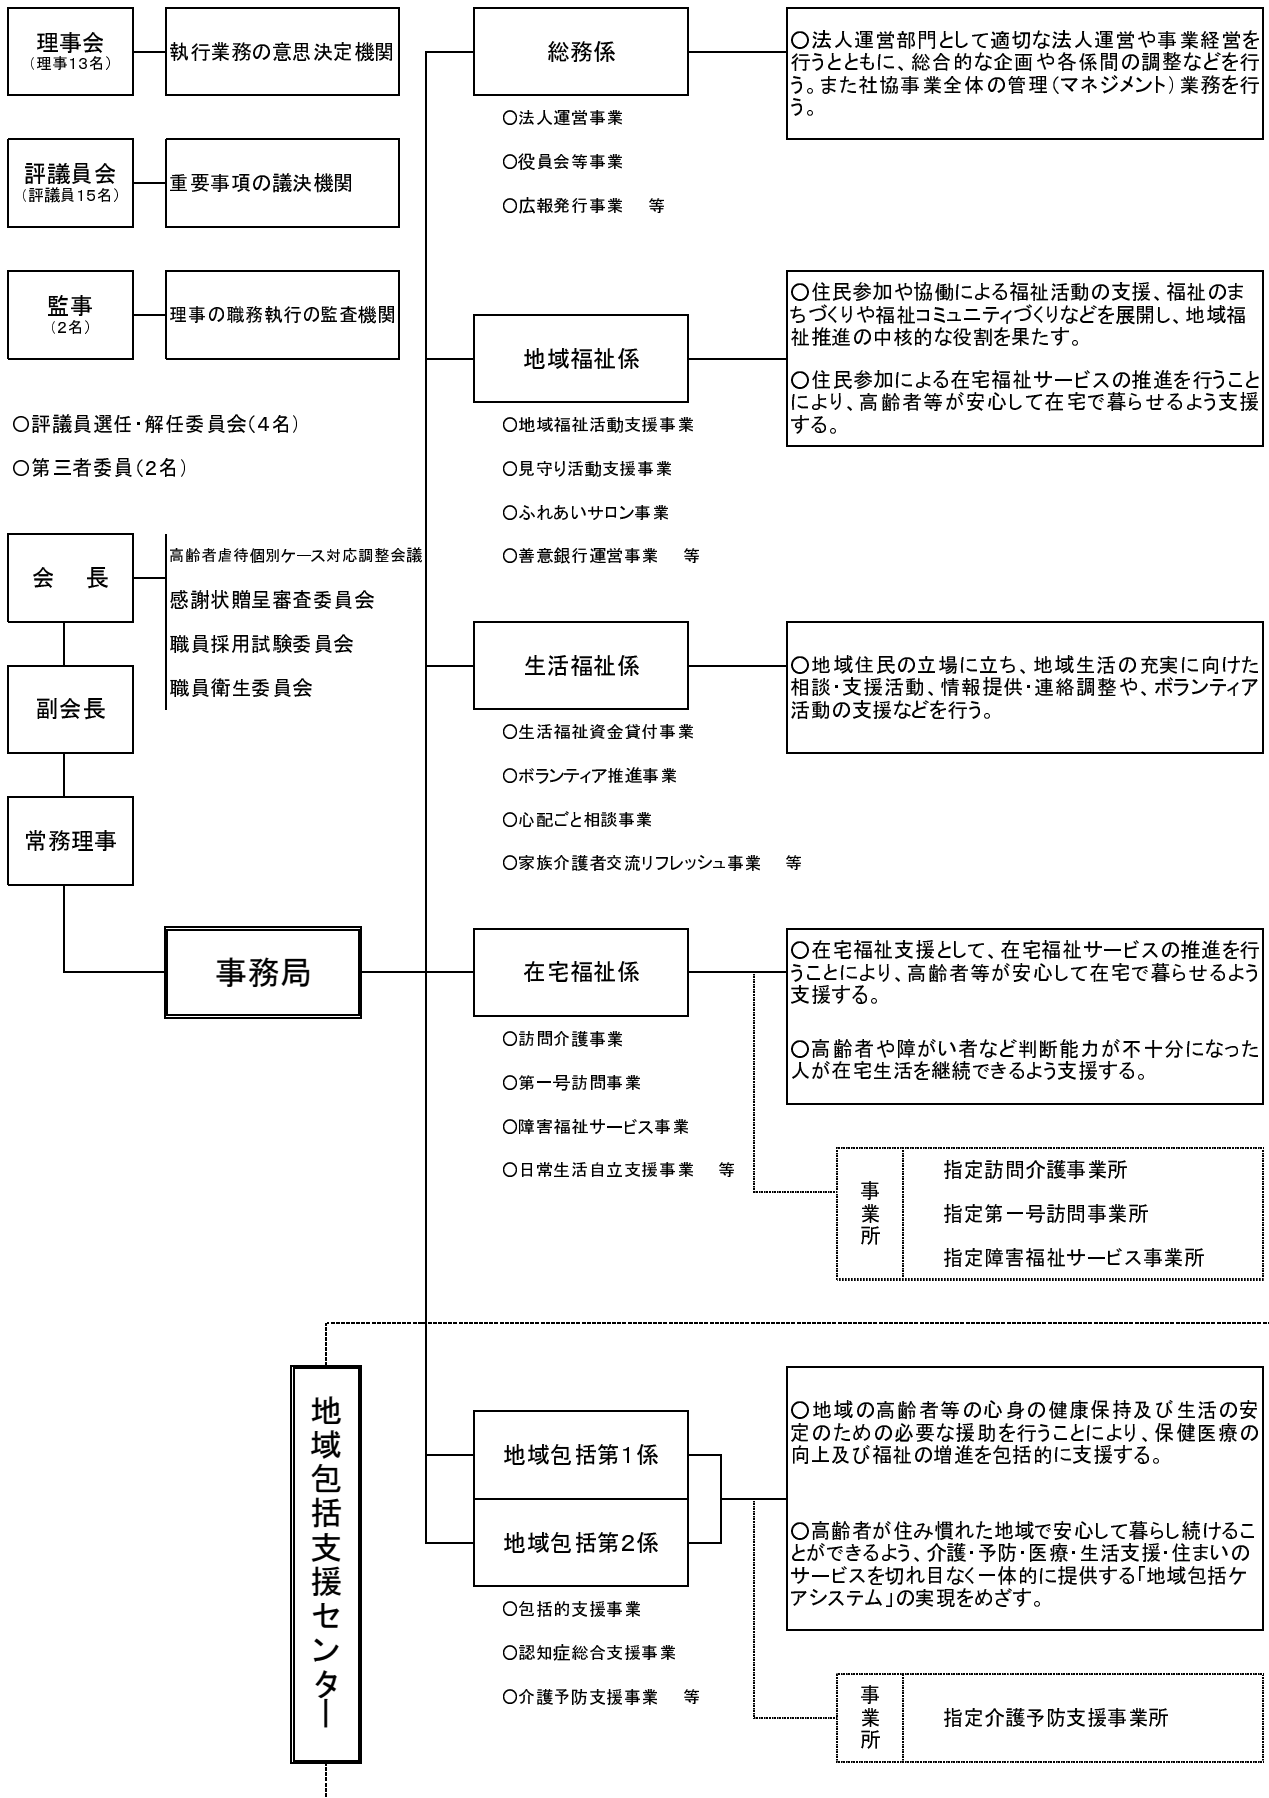 理事会
（理事13名）
執行業務の意思決定機関
評議員会
（評議員15名）
重要事項の議決機関
監事
（2名）
理事の職務執行の監査機関
○評議員選任・解任委員会（4名）
○第三者委員（2名）
会　長
高齢者虐待個別ケース対応調整会議
感謝状贈呈審査委員会
職員採用試験委員会
職員衛生委員会
副会長
常務理事
事務局
総務係
○法人運営事業
○役員会等事業
○広報発行事業　等
○法人運営部門として適切な法人運営や事業経営を
行うとともに、総合的な企画や各係間の調整などを行
う。また社協事業全体の管理（マネジメント）業務を行
う。
地域福祉係
○地域福祉活動支援事業
○見守り活動支援事業
○ふれあいサロン事業
○善意銀行運営事業　等
○住民参加や協働による福祉活動の支援、福祉のま
ちづくりや福祉コミュニティづくりなどを展開し、地域福
祉推進の中核的な役割を果たす。
○住民参加による在宅福祉サービスの推進を行うこと
により、高齢者等が安心して在宅で暮らせるよう支援
する。
生活福祉係
○生活福祉資金貸付事業
○ボランティア推進事業
○心配ごと相談事業
○家族介護者交流リフレッシュ事業　等
○地域住民の立場に立ち、地域生活の充実に向けた
相談・支援活動、情報提供・連絡調整や、ボランティア
活動の支援などを行う。
在宅福祉係
○訪問介護事業
○第一号訪問事業
○障害福祉サービス事業
○日常生活自立支援事業　等
○在宅福祉支援として、在宅福祉サービスの推進を行
うことにより、高齢者等が安心して在宅で暮らせるよう
支援する。
○高齢者や障がい者など判断能力が不十分になった
人が在宅生活を継続できるよう支援する。
事業所
指定訪問介護事業所
指定第一号訪問事業所
指定障害福祉サービス事業所
地域包括支援センター
地域包括第1係
地域包括第2係
○包括的支援事業
○認知症総合支援事業
○介護予防支援事業　等
○地域の高齢者等の心身の健康保持及び生活の安
定のための必要な援助を行うことにより、保健医療の
向上及び福祉の増進を包括的に支援する。
○高齢者が住み慣れた地域で安心して暮らし続けるこ
とができるよう、介護・予防・医療・生活支援・住まいの
サービスを切れ目なく一体的に提供する「地域包括ケ
アシステム」の実現をめざす。
事業所
指定介護予防支援事業所